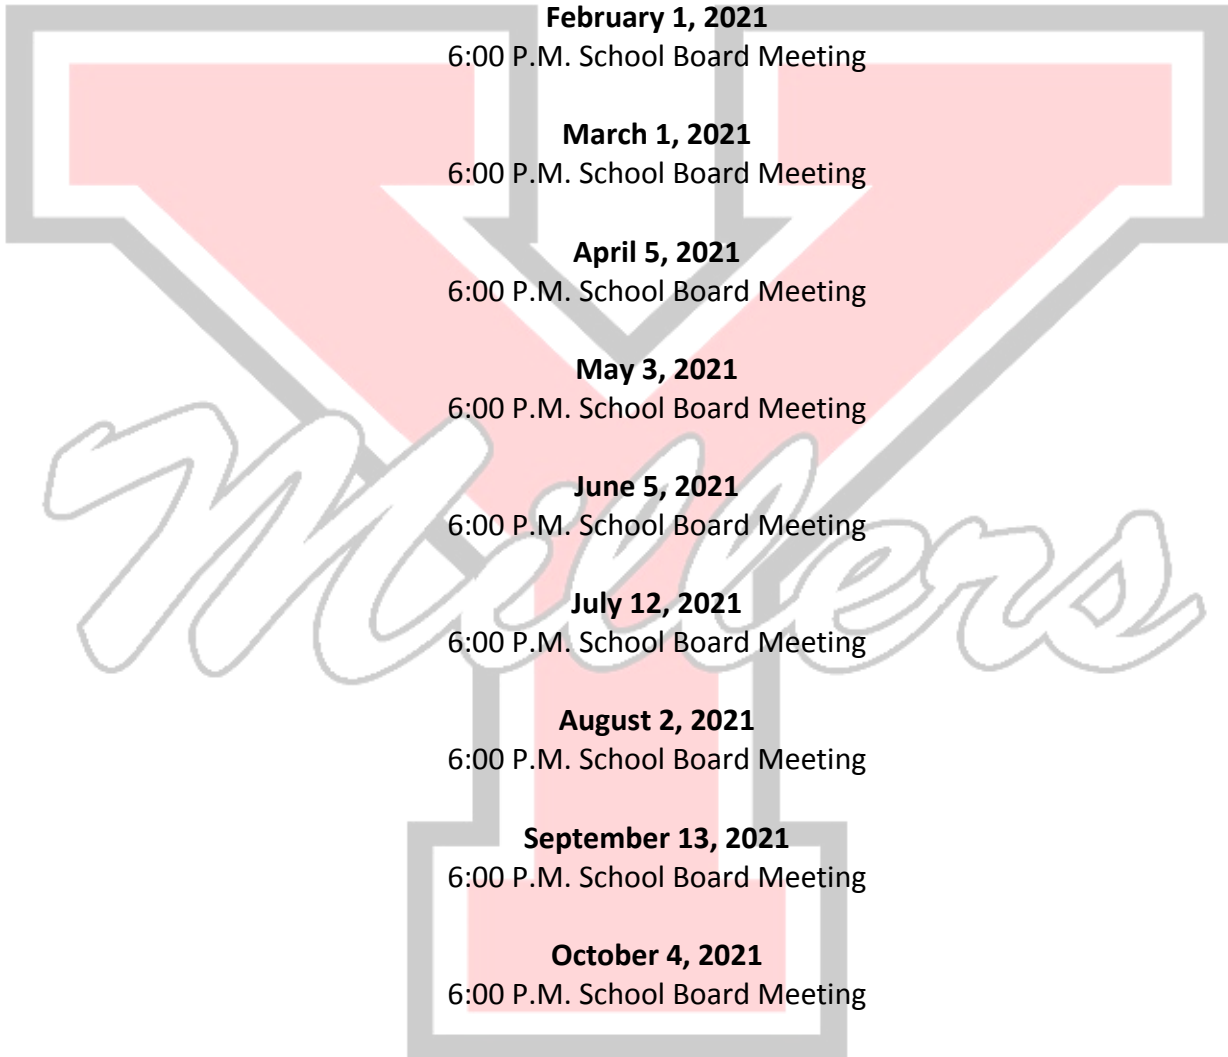 February 1, 2021
6:00 P.M. School Board Meeting
March 1, 2021
6:00 P.M. School Board Meeting
April 5, 2021
6:00 P.M. School Board Meeting
May 3, 2021
6:00 P.M. School Board Meeting
June 5, 2021
6:00 P.M. School Board Meeting
July 12, 2021
6:00 P.M. School Board Meeting
August 2, 2021
6:00 P.M. School Board Meeting
September 13, 2021
6:00 P.M. School Board Meeting
October 4, 2021
6:00 P.M. School Board Meeting
Y
Millers